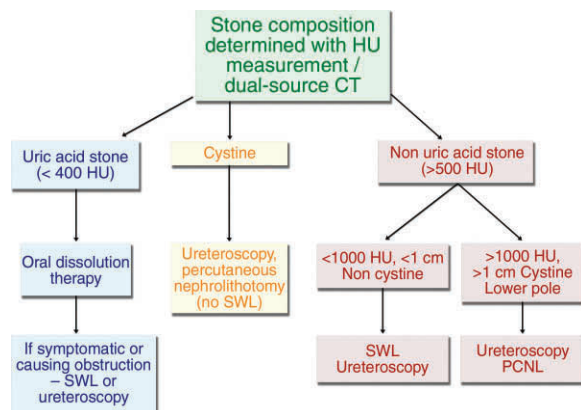 Stone composition
determined with HU
measurement /
dual-source CT
Uric acid stone
(< 400 HU)
Cystine
Non uric acid stone
(>500 HU)
Oral dissolution
therapy
Ureteroscopy,
percutaneous
nephrolithotomy
(no SWL)
<1000 HU, <1 cm
Non cystine
>1000 HU,
>1 cm Cystine
Lower pole
If symptomatic or
causing obstruction
– SWL or
ureteroscopy
SWL
Ureteroscopy
Ureteroscopy
PCNL